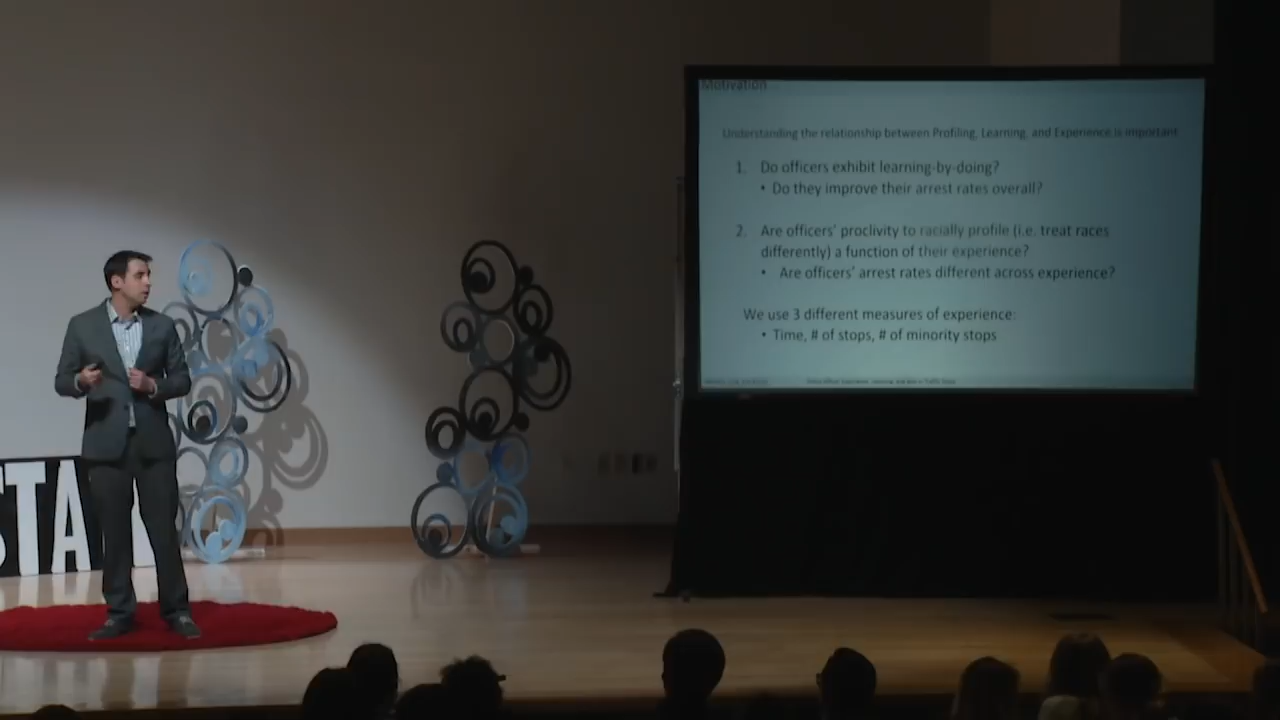 Motivation
Understanding the relationship between Profiling, Learning, and Experience is important
1. Do officers exhibit learning-by-doing?
• Do they improve their arrest rates overall?
2. Are officers' proclivity to racially profile (i.e. treat races
differently) a function of their experience?
• Are officers' arrest rates different across experience?
We use 3 different measures of experience:
• Time, # of stops, # of minority stops
STA